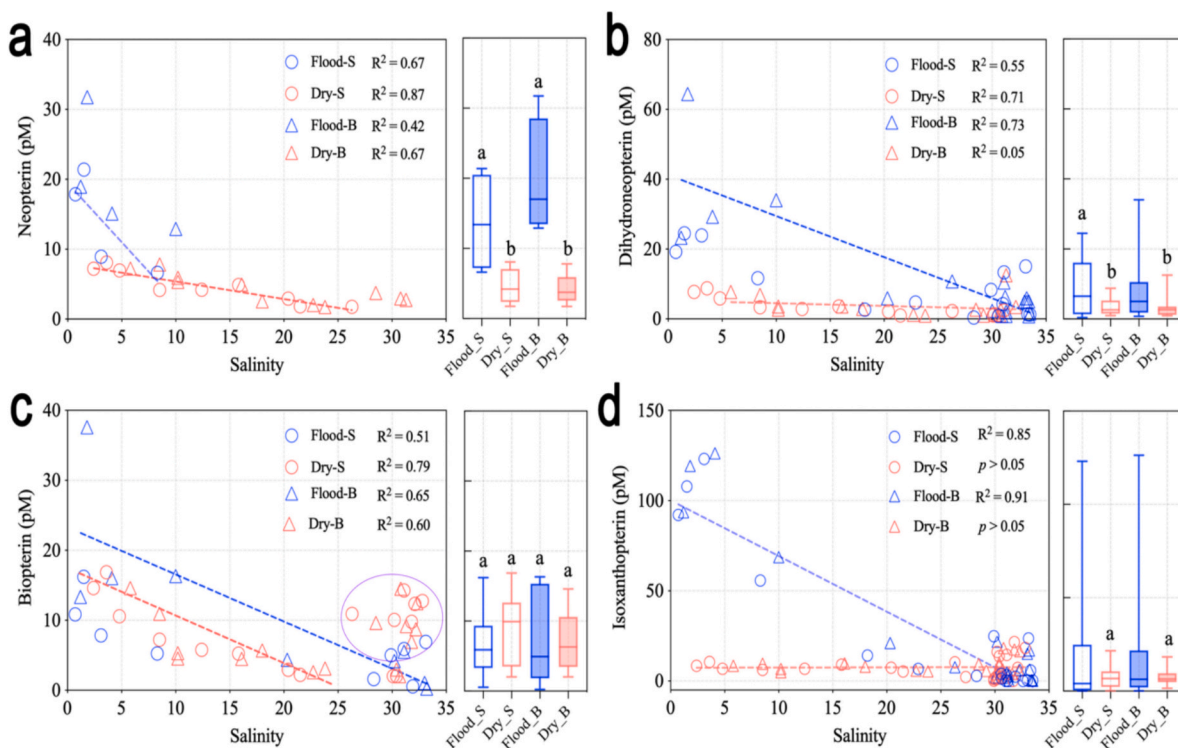 a
Neopterin (pM)
40
30
20
10
0
Flood-S R² = 0.67
Dry-S R² = 0.87
Flood-B R² = 0.42
Dry-B R² = 0.67
0 5 10 15 20 25 30 35
Salinity
a b a b
Flood_S Dry_S Flood_B Dry_B
b
Dihydroneopterin (pM)
80
60
40
20
0
Flood-S R² = 0.55
Dry-S R² = 0.71
Flood-B R² = 0.73
Dry-B R² = 0.05
0 5 10 15 20 25 30 35
Salinity
a b a b
Flood_S Dry_S Flood_B Dry_B
c
Biopterin (pM)
40
30
20
10
0
Flood-S R² = 0.51
Dry-S R² = 0.79
Flood-B R² = 0.65
Dry-B R² = 0.60
0 5 10 15 20 25 30 35
Salinity
a a a a
Flood_S Dry_S Flood_B Dry_B
d
Isoxanthopterin (pM)
150
100
50
0
Flood-S R² = 0.85
Dry-S p > 0.05
Flood-B R² = 0.91
Dry-B p > 0.05
0 5 10 15 20 25 30 35
Salinity
a a
Flood_S Dry_S Flood_B Dry_B